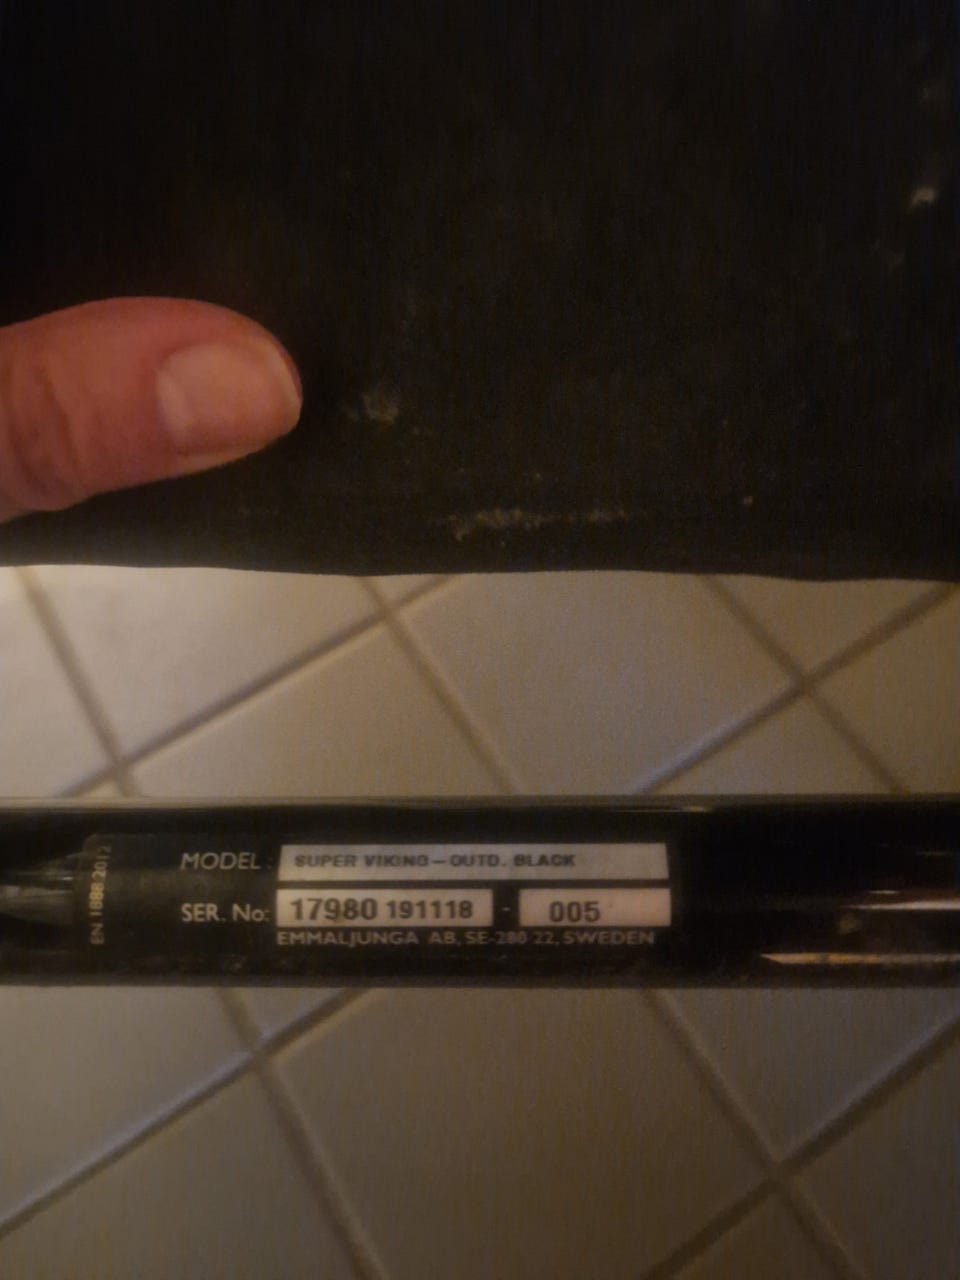 EN 1888:2012
MODEL: SUPER VIKING-OUTD. BLACK
SER. No: 17980 191118 - 005
EMMALJUNGA AB, SE-280 22, SWEDEN